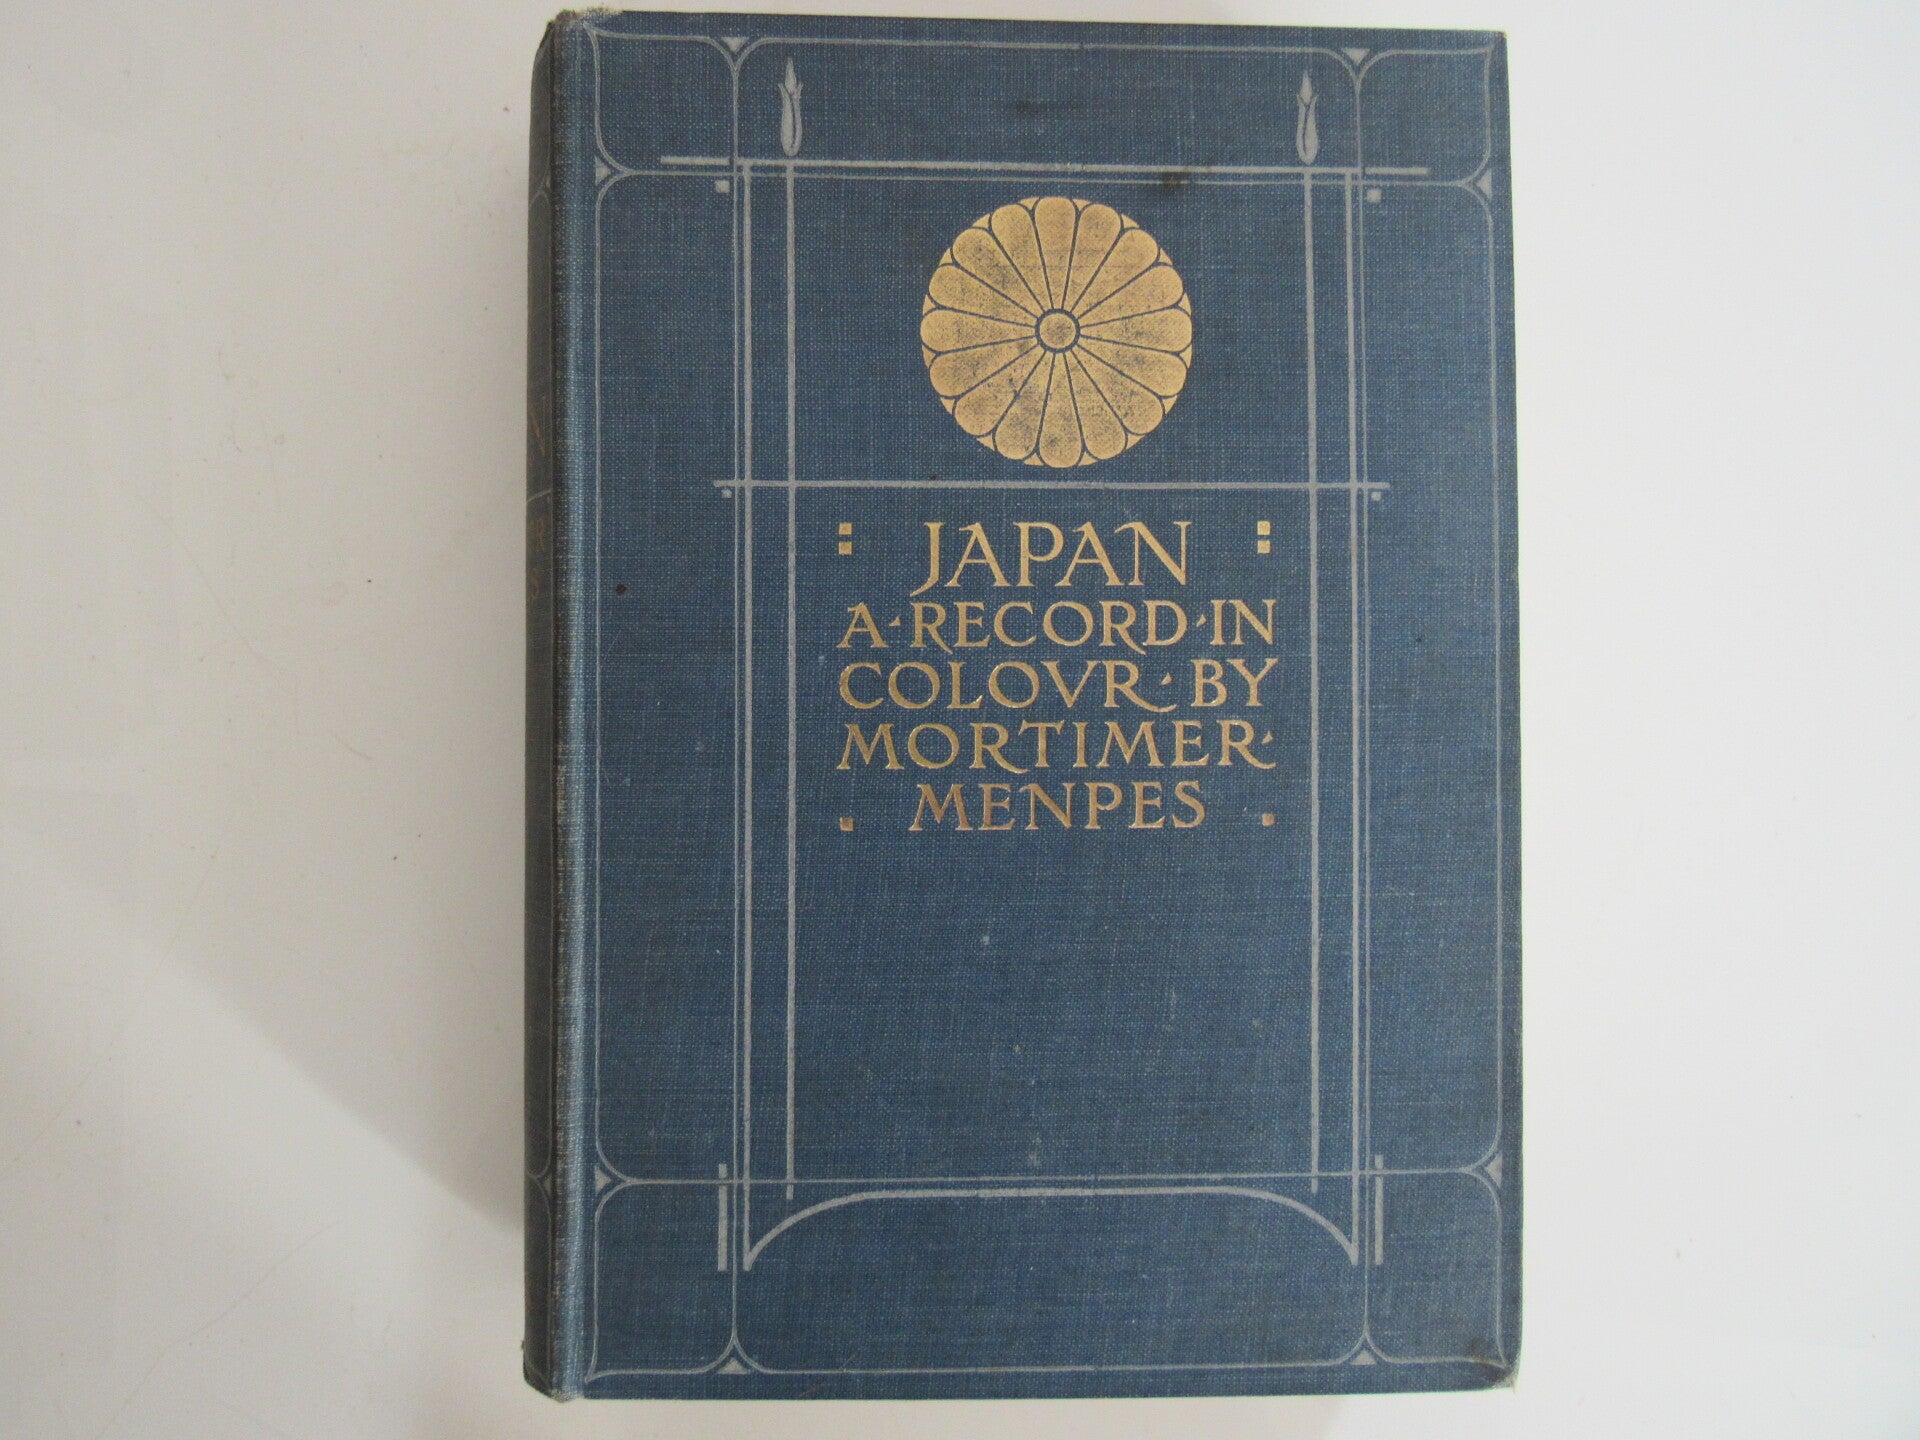 JAPAN
A·RECORD·IN
COLOVR·BY
MORTIMER·
MENPES